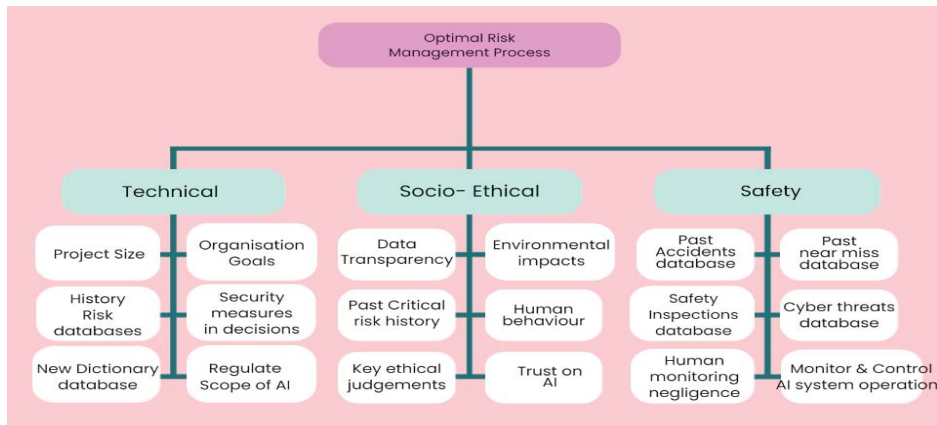 Optimal Risk
Management Process
Technical
Socio- Ethical
Safety
Project Size
Organisation
Goals
History
Risk
databases
Security
measures
in decisions
New Dictionary
database
Regulate
Scope of AI
Data
Transparency
Environmental
impacts
Past Critical
risk history
Human
behaviour
Key ethical
judgements
Trust on
AI
Past
Accidents
database
Past
near miss
database
Safety
Inspections
database
Cyber threats
database
Human
monitoring
negligence
Monitor & Control
AI system operation